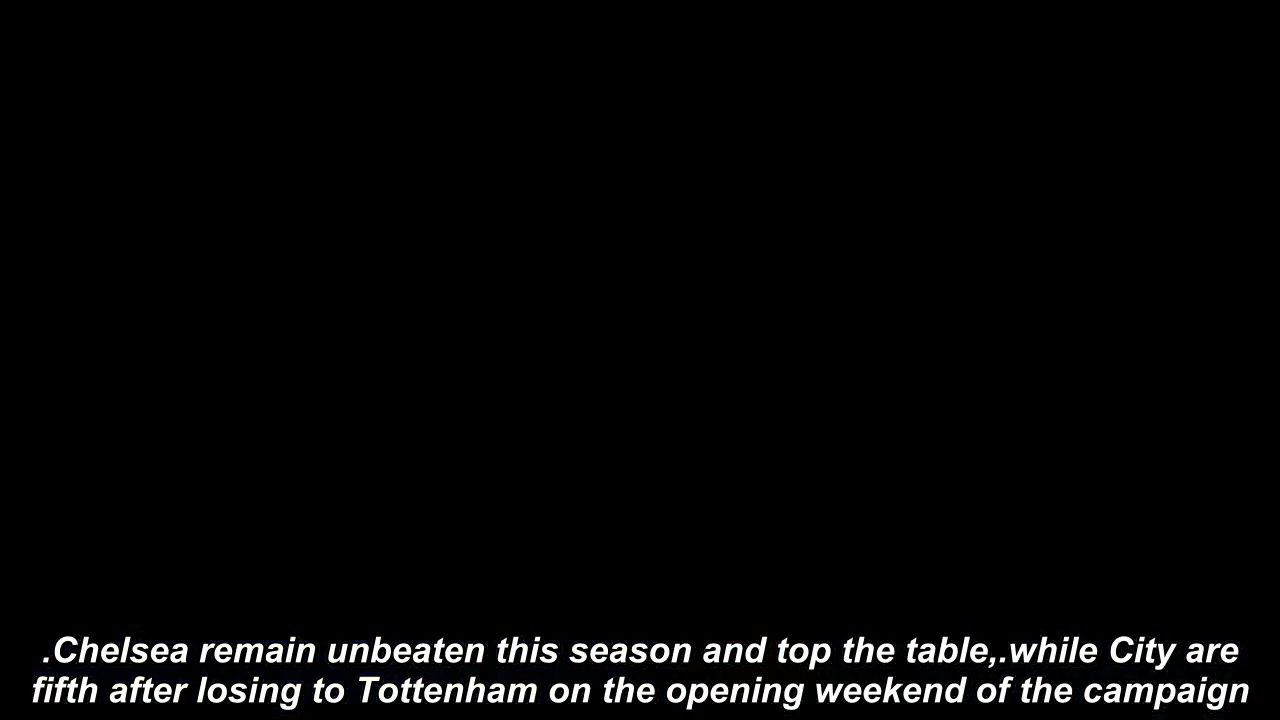 .Chelsea remain unbeaten this season and top the table,.while City are
fifth after losing to Tottenham on the opening weekend of the campaign